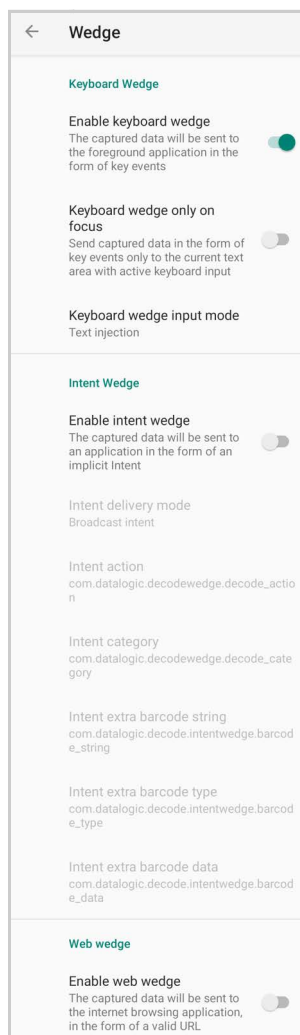 Wedge
Keyboard Wedge
Enable keyboard wedge
The captured data will be sent to
the foreground application in the
form of key events
Keyboard wedge only on
focus
Send captured data in the form of
key events only to the current text
area with active keyboard input
Keyboard wedge input mode
Text injection
Intent Wedge
Enable intent wedge
The captured data will be sent to
an application in the form of an
implicit Intent
Intent delivery mode
Broadcast intent
Intent action
com.datalogic.decodewedge.decode_actio
n
Intent category
com.datalogic.decodewedge.decode_cate
gory
Intent extra barcode string
com.datalogic.decode.intentwedge.barcod
e_string
Intent extra barcode type
com.datalogic.decode.intentwedge.barcod
e_type
Intent extra barcode data
com.datalogic.decode.intentwedge.barcod
e_data
Web wedge
Enable web wedge
The captured data will be sent to
the internet browsing application,
in the form of a valid URL